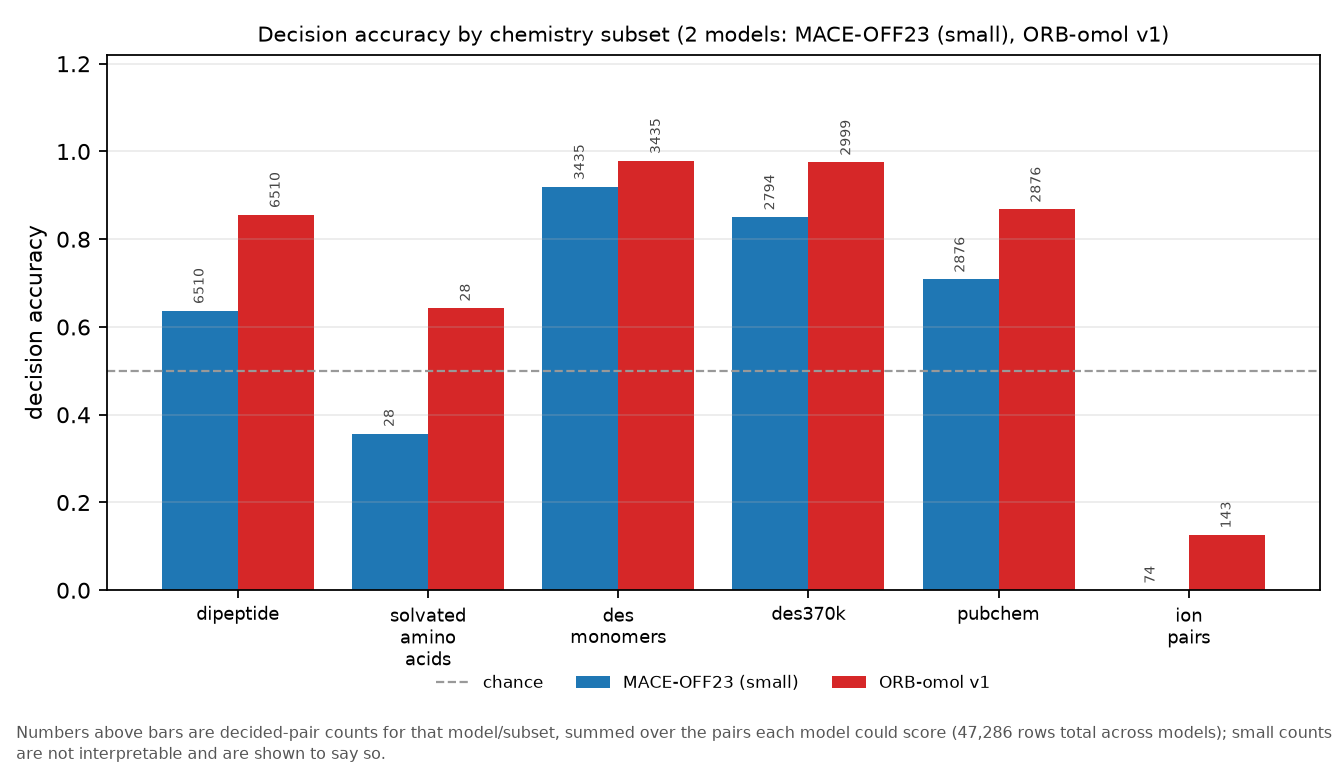 Decision accuracy by chemistry subset (2 models: MACE-OFF23 (small), ORB-omol v1)
decision accuracy
1.2
1.0
0.8
0.6
0.4
0.2
0.0
6510
6510
28
28
3435
3435
2794
2999
2876
2876
74
143
dipeptide
solvated
amino
acids
des
monomers
des370k
pubchem
ion
pairs
chance
MACE-OFF23 (small)
ORB-omol v1
Numbers above bars are decided-pair counts for that model/subset, summed over the pairs each model could score (47,286 rows total across models); small counts
are not interpretable and are shown to say so.